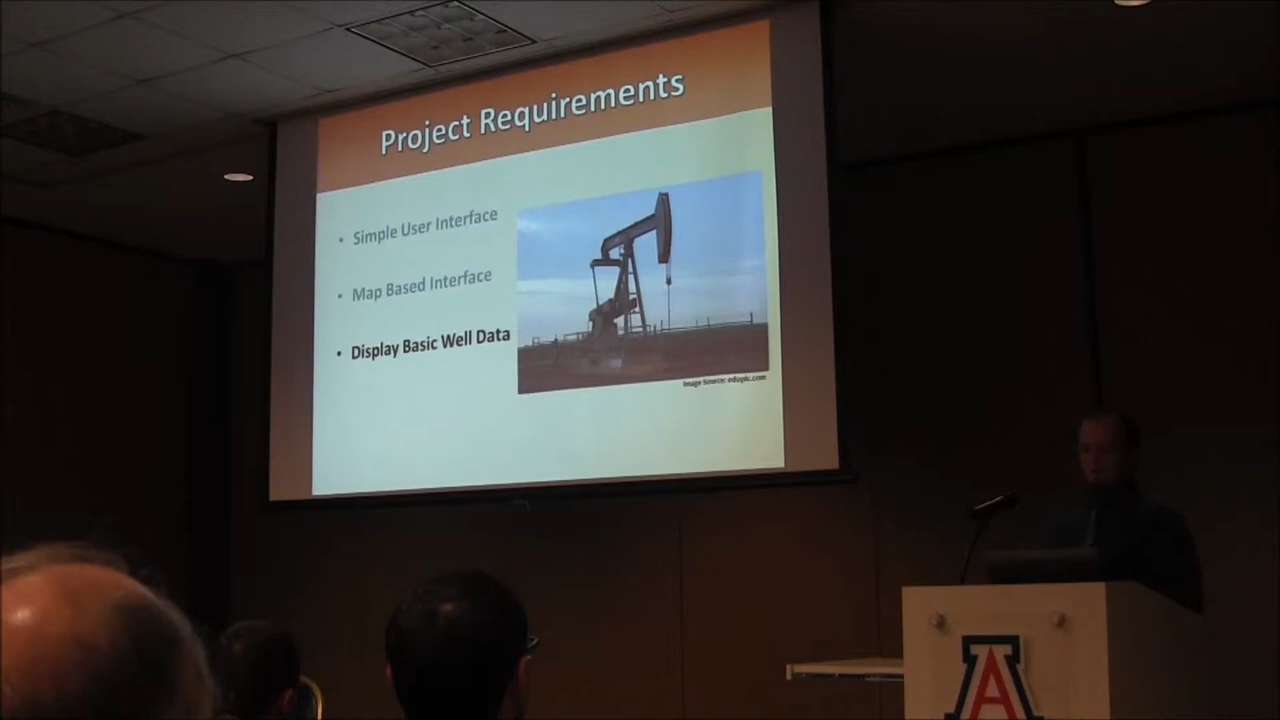 Project Requirements
• Simple User Interface
• Map Based Interface
• Display Basic Well Data
Image Source: edupic.com
A